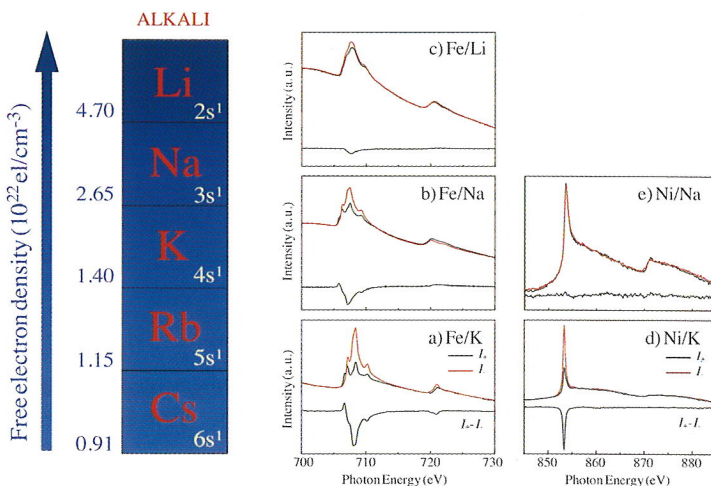 ALKALI
Free electron density (10²² el/cm⁻³)
Li
2s¹
4.70
Na
3s¹
2.65
K
4s¹
1.40
Rb
5s¹
1.15
Cs
6s¹
0.91
c) Fe/Li
Intensity (a. u.)
b) Fe/Na
Intensity (a.u.)
e) Ni/Na
a) Fe/K
I₊
I₋
I₊-I₋
Intensity (a.u.)
700 710 720 730
Photon Energy (eV)
d) Ni/K
I₊
I₋
I₊-I₋
850 860 870 880
Photon Energy (eV)